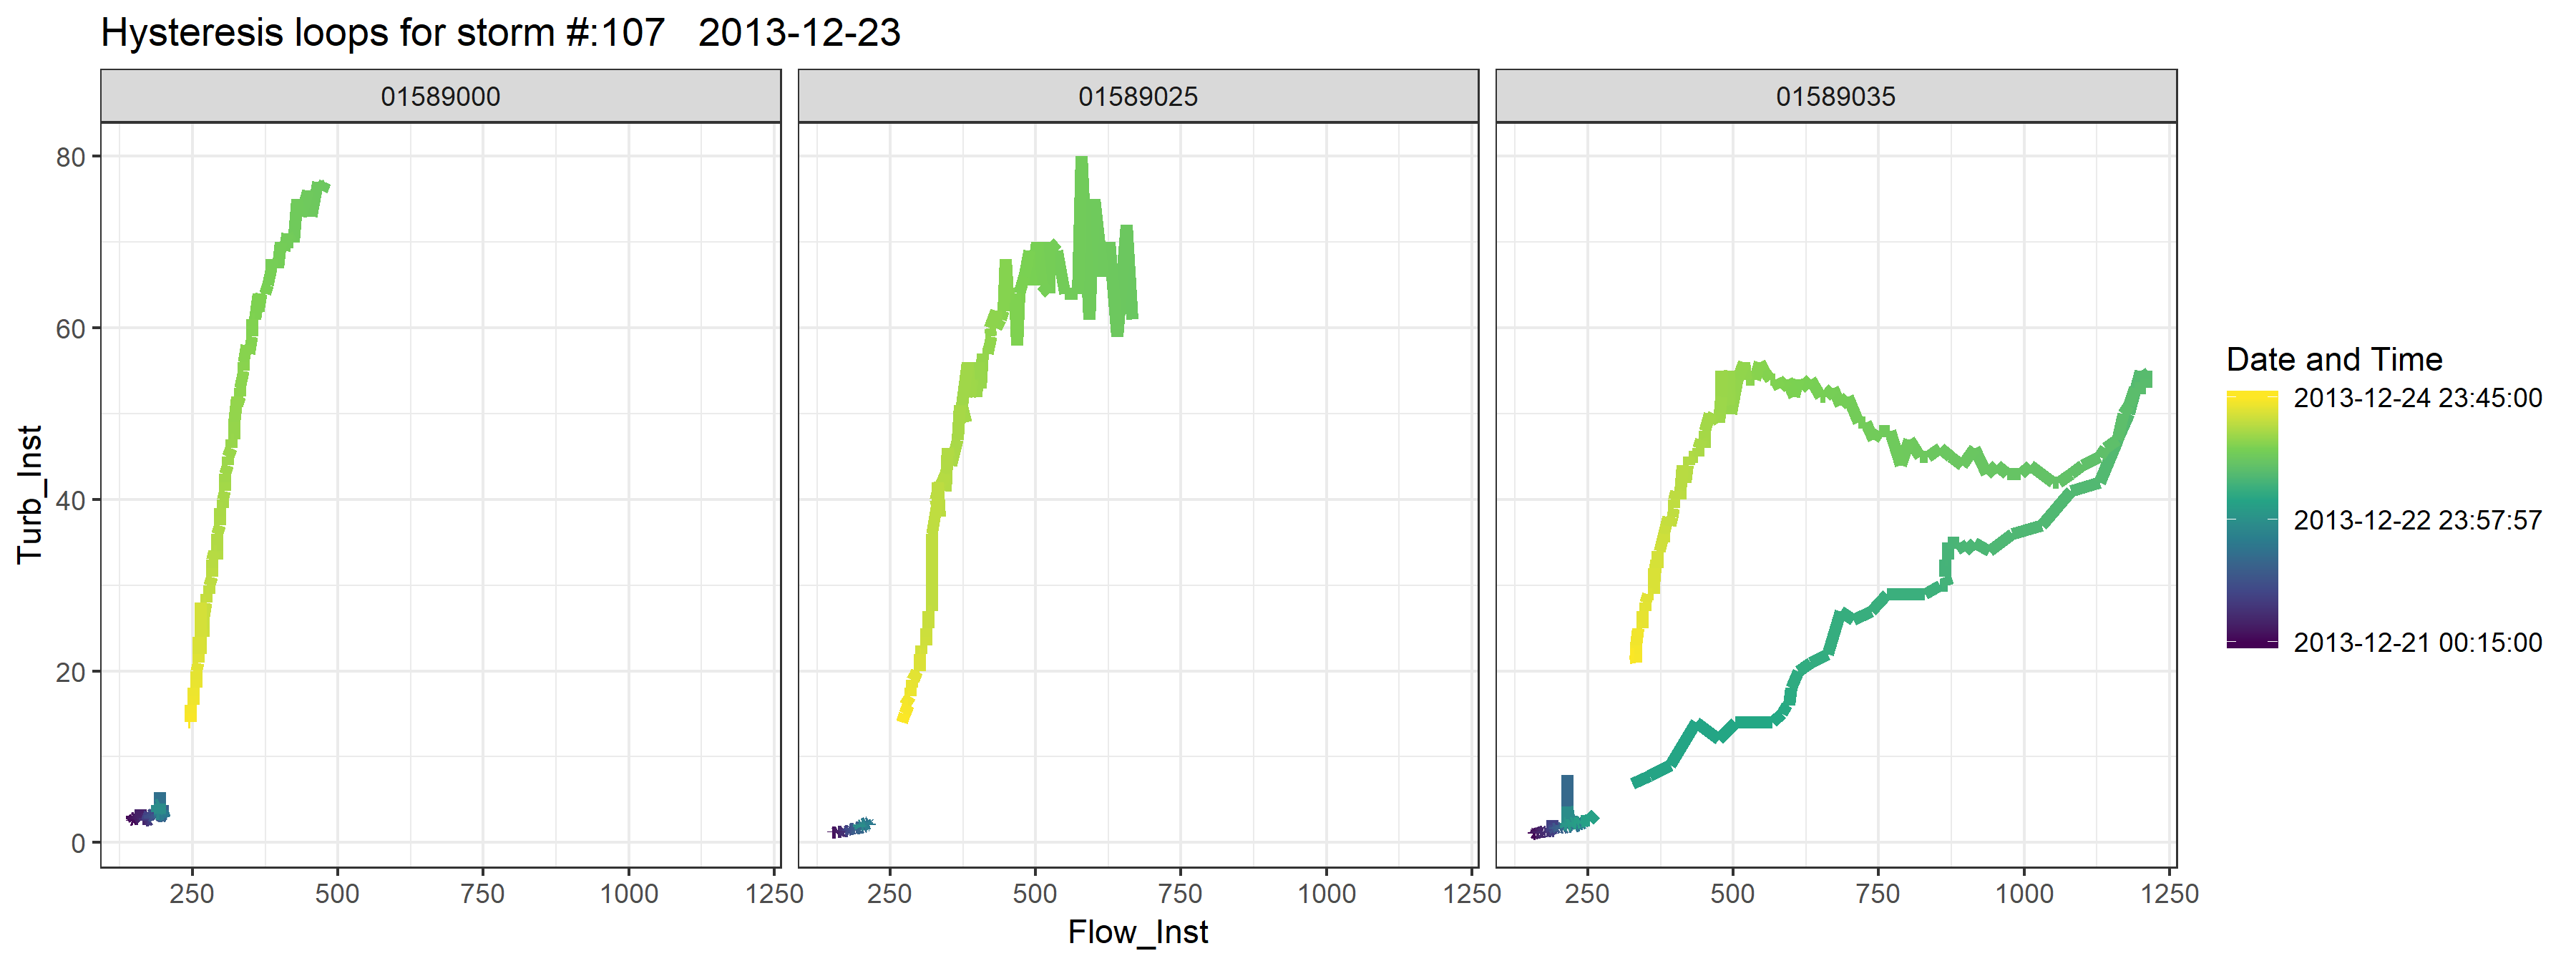 Hysteresis loops for storm #:107   2013-12-23
01589000
01589025
01589035
80
60
40
20
0
Turb_Inst
250 500 750 1000 1250
250 500 750 1000 1250
250 500 750 1000 1250
Flow_Inst
Date and Time
2013-12-24 23:45:00
2013-12-22 23:57:57
2013-12-21 00:15:00